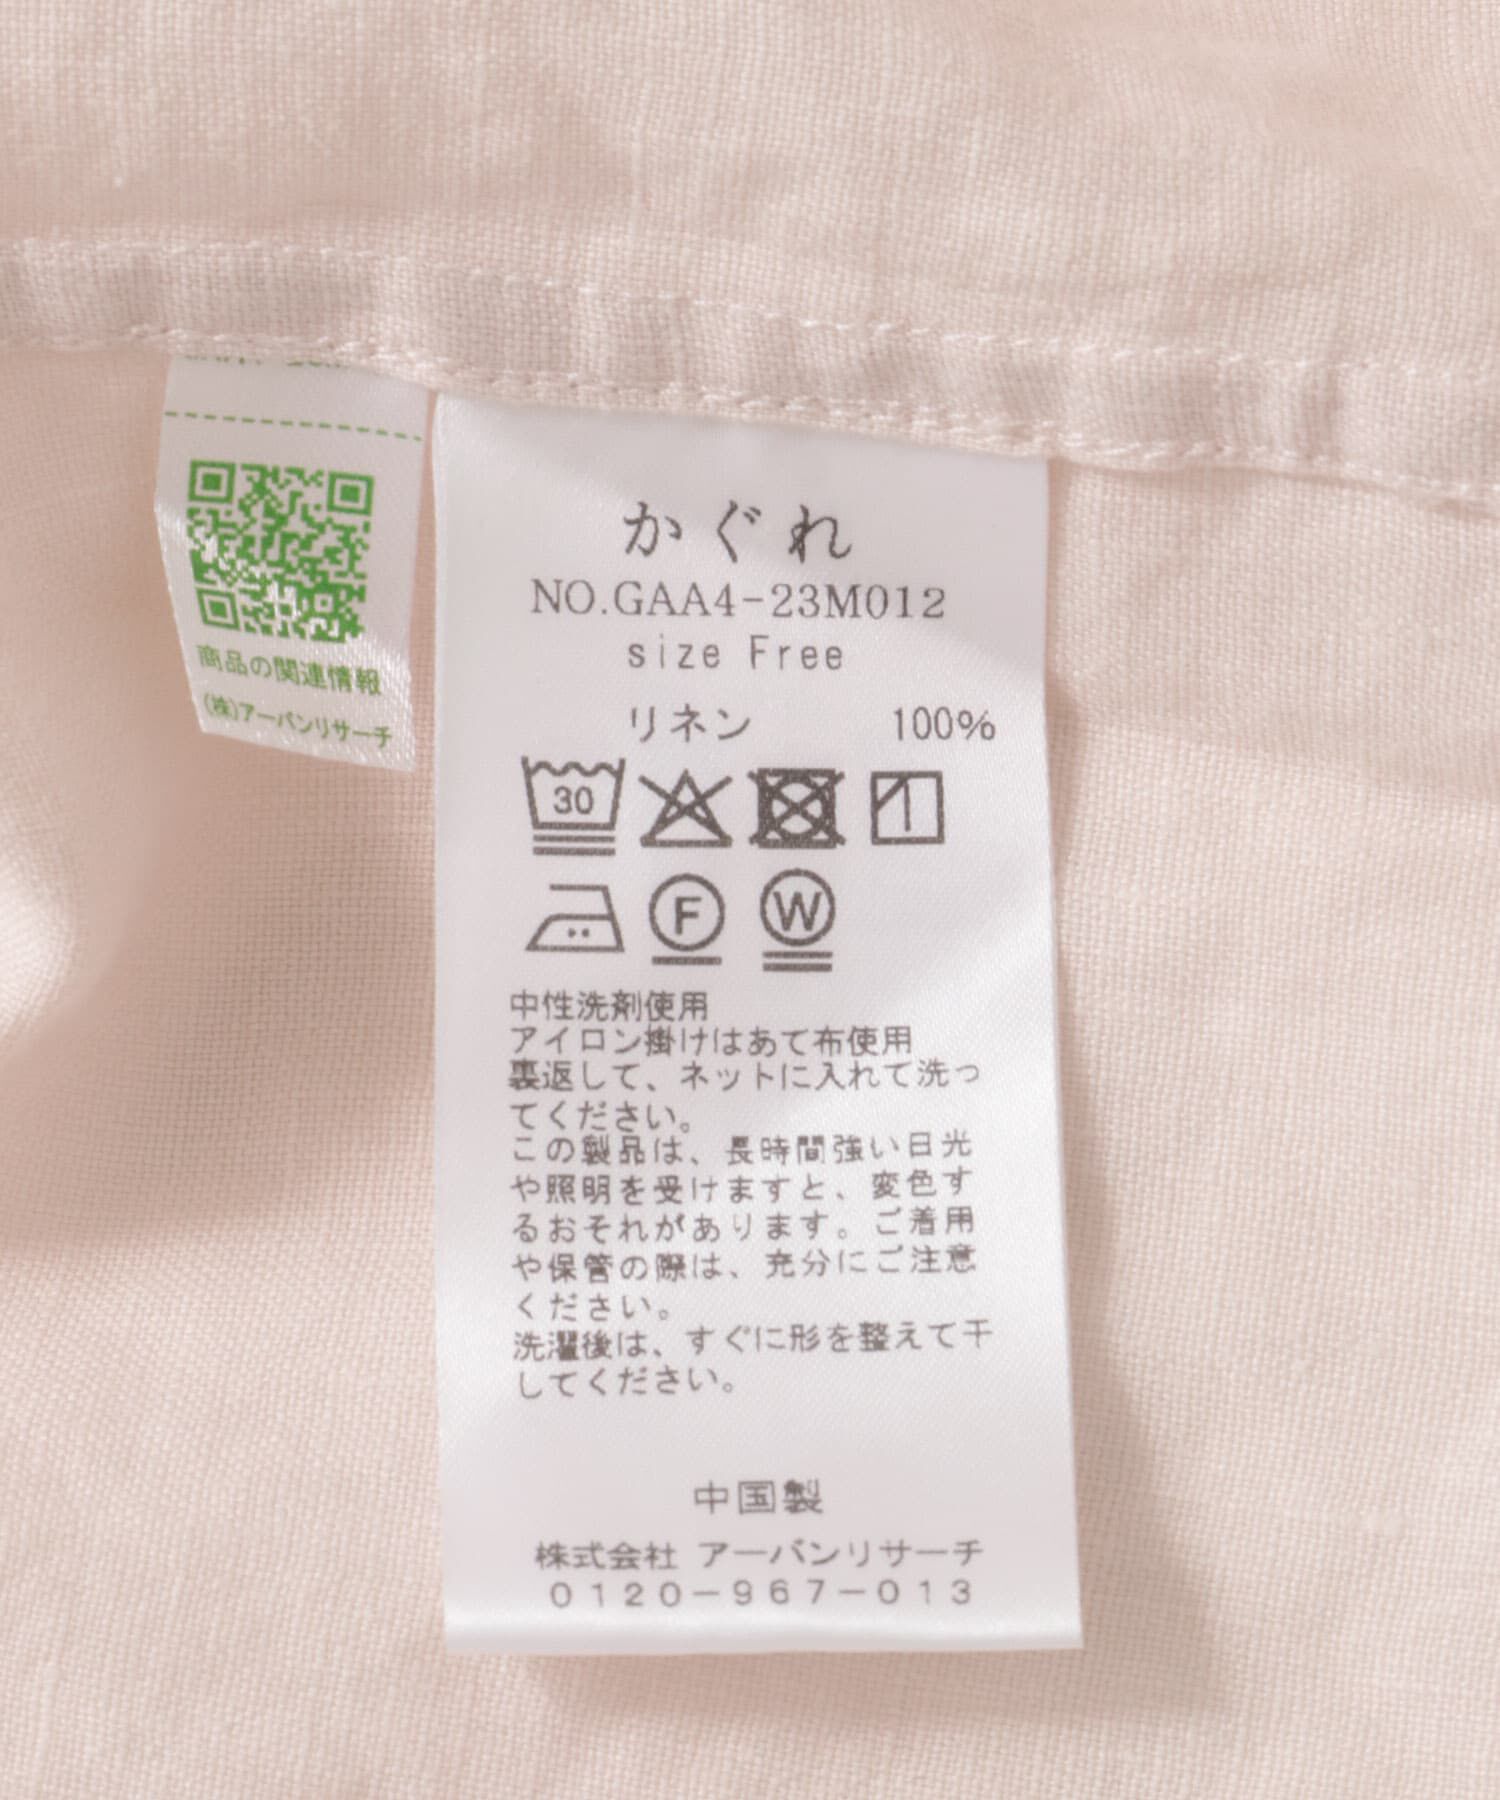 商品の関連情報
(株)アーバンリサーチ
かぐれ
NO.GAA4-23M012
size Free
リネン 100%
30
F W
中性洗剤使用
アイロン掛けはあて布使用
裏返して、ネットに入れて洗っ
てください。
この製品は、長時間強い日光
や照明を受けますと、変色す
るおそれがあります。ご着用
や保管の際は、充分にご注意
ください。
洗濯後は、すぐに形を整えて干
してください。
中国製
株式会社 アーバンリサーチ
0120-967-013